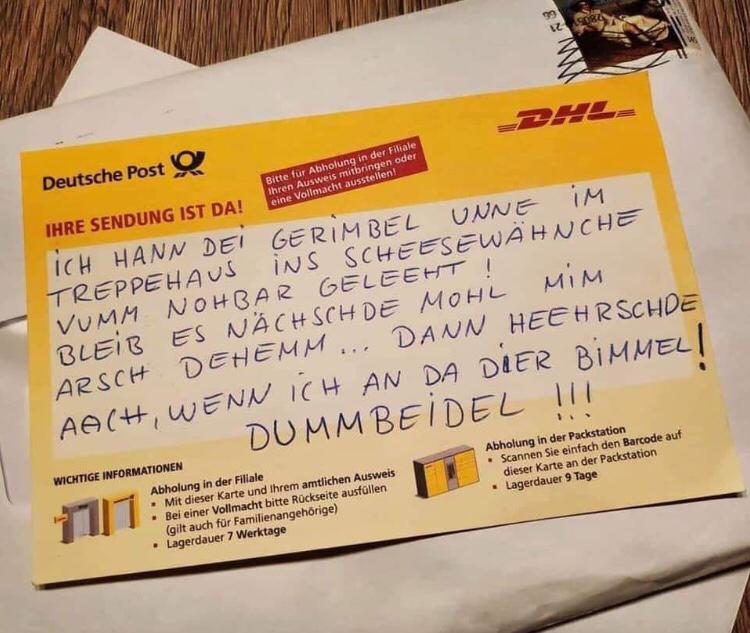 Deutsche Post
DHL
Bitte für Abholung in der Filiale
Ihren Ausweis mitbringen oder
eine Vollmacht ausstellen!
IHRE SENDUNG IST DA!
ICH HANN DEI GERIMBEL UNNE IM
TREPPEHAUS INS SCHEESEWÄHNCHE
VUMM NOHBAR GELEEHT!
BLEIB ES NÄCHSCHDE MOHL MIM
ARSCH DEHEMM... DANN HEEHRSCHDE
AACH, WENN ICH AN DA DIER BIMMEL!
DUMMBEIDEL !!!
WICHTIGE INFORMATIONEN
Abholung in der Filiale
▪ Mit dieser Karte und Ihrem amtlichen Ausweis
▪ Bei einer Vollmacht bitte Rückseite ausfüllen
(gilt auch für Familienangehörige)
▪ Lagerdauer 7 Werktage
Abholung in der Packstation
▪ Scannen Sie einfach den Barcode auf
dieser Karte an der Packstation
▪ Lagerdauer 9 Tage